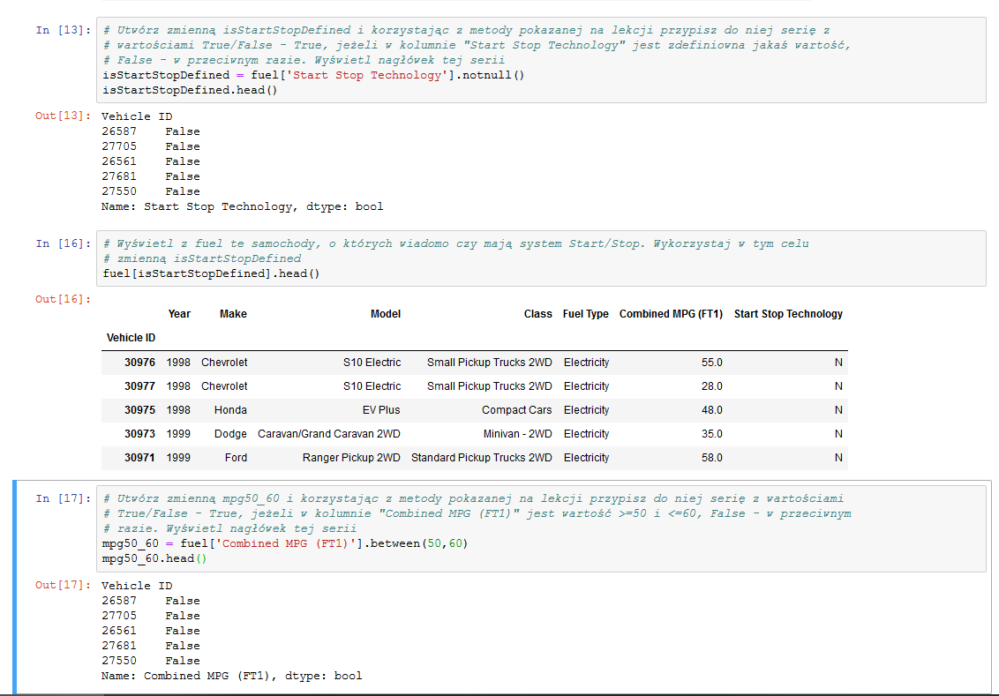 In [13]: # Utwórz zmienną isStartStopDefined i korzystając z metody pokazanej na lekcji przypisz do niej serię z
# wartościami True/False - True, jeżeli w kolumnie "Start Stop Technology" jest zdefiniowna jakaś wartość,
# False - w przeciwnym razie. Wyświetl nagłówek tej serii
isStartStopDefined = fuel['Start Stop Technology'].notnull()
isStartStopDefined.head()
Out[13]: Vehicle ID
26587 False
27705 False
26561 False
27681 False
27550 False
Name: Start Stop Technology, dtype: bool
In [16]: # Wyświetl z fuel te samochody, o których wiadomo czy mają system Start/Stop. Wykorzystaj w tym celu
# zmienną isStartStopDefined
fuel[isStartStopDefined].head()
Out[16]:
Year Make Model Class Fuel Type Combined MPG (FT1) Start Stop Technology
Vehicle ID
30976 1998 Chevrolet S10 Electric Small Pickup Trucks 2WD Electricity 55.0 N
30977 1998 Chevrolet S10 Electric Small Pickup Trucks 2WD Electricity 28.0 N
30975 1998 Honda EV Plus Compact Cars Electricity 48.0 N
30973 1999 Dodge Caravan/Grand Caravan 2WD Minivan - 2WD Electricity 35.0 N
30971 1999 Ford Ranger Pickup 2WD Standard Pickup Trucks 2WD Electricity 58.0 N
In [17]: # Utwórz zmienną mpg50_60 i korzystając z metody pokazanej na lekcji przypisz do niej serię z wartościami
# True/False - True, jeżeli w kolumnie "Combined MPG (FT1)" jest wartość >=50 i <=60, False - w przeciwnym
# razie. Wyświetl nagłówek tej serii
mpg50_60 = fuel['Combined MPG (FT1)'].between(50,60)
mpg50_60.head()
Out[17]: Vehicle ID
26587 False
27705 False
26561 False
27681 False
27550 False
Name: Combined MPG (FT1), dtype: bool